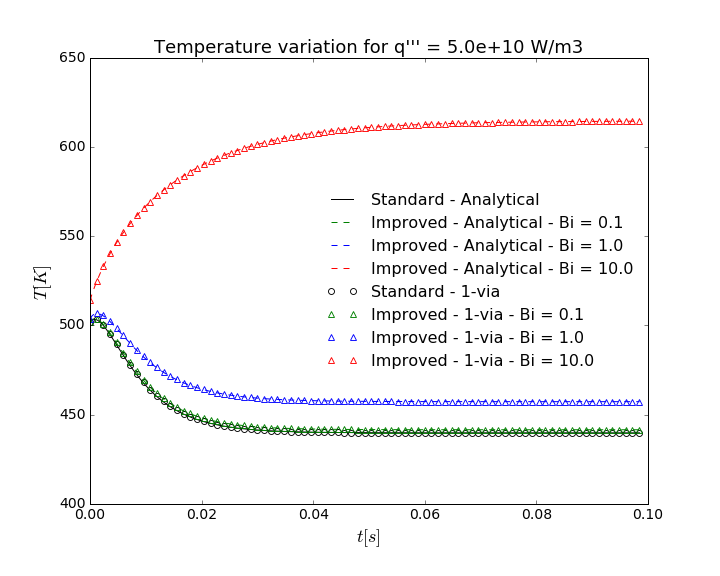 Temperature variation for q''' = 5.0e+10 W/m3
650
600
550
500
450
400
T[K]
Standard - Analytical
Improved - Analytical - Bi = 0.1
Improved - Analytical - Bi = 1.0
Improved - Analytical - Bi = 10.0
Standard - 1-via
Improved - 1-via - Bi = 0.1
Improved - 1-via - Bi = 1.0
Improved - 1-via - Bi = 10.0
0.00 0.02 0.04 0.06 0.08 0.10
t[s]